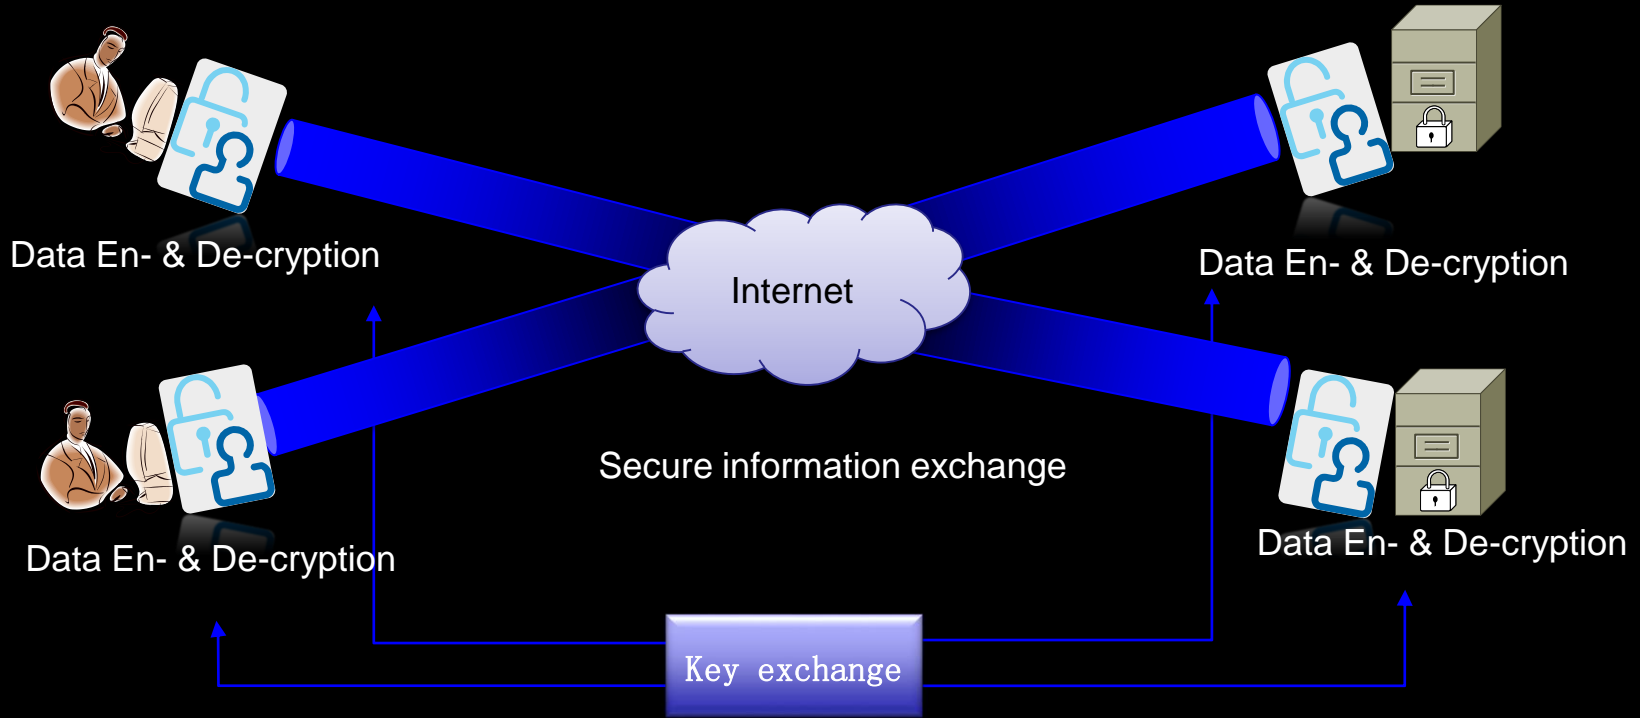 Data En- & De-cryption
Data En- & De-cryption
Internet
Secure information exchange
Data En- & De-cryption
Data En- & De-cryption
Key exchange